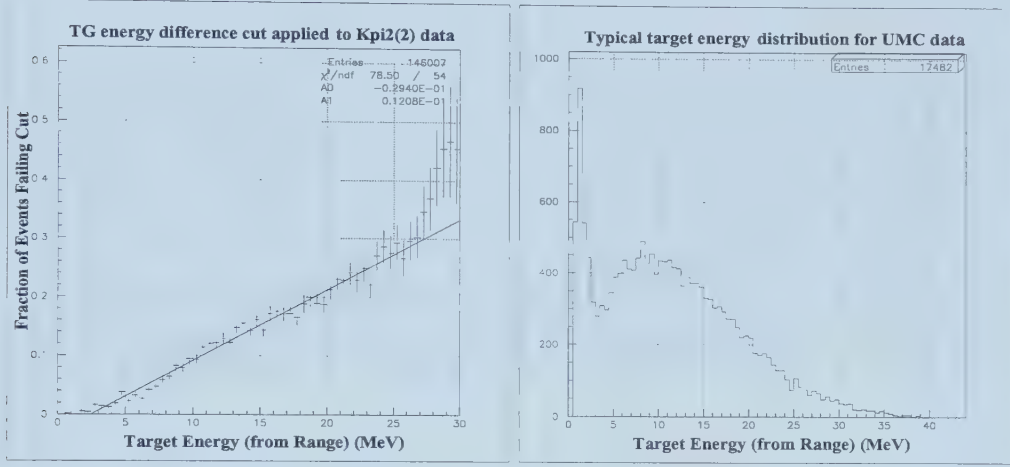 TG energy difference cut applied to Kpi2(2) data
Entries 145007
χ²/ndf 78.50 / 54
A0 -0.2940E-01
A1 0.1208E-01
0.6
0.5
0.4
0.3
0.2
0.1
0
Fraction of Events Failing Cut
0 5 10 15 20 25 30
Target Energy (from Range) (MeV)
Typical target energy distribution for UMC data
Entries 17482
1000
800
600
400
200
0
0 5 10 15 20 25 30 35 40
Target Energy (from Range) (MeV)